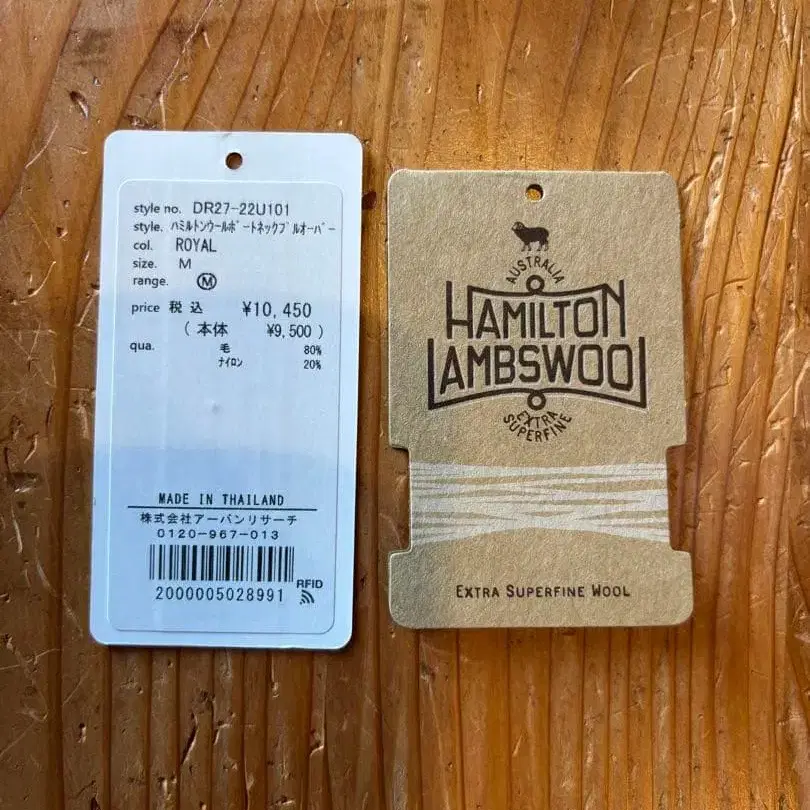 style no. DR27-22U101
style. ﾊﾐﾙﾄﾝｳｰﾙﾎﾞｰﾄﾈｯｸﾌﾟﾙｵｰﾊﾞｰ
col. ROYAL
size. M
range. Ⓜ
price 税込 ¥10,450
( 本体 ¥9,500 )
qua. 毛 80%
ﾅｲﾛﾝ 20%
MADE IN THAILAND
株式会社アーバンリサーチ
0120-967-013
RFID
2000005028991
AUSTRALIA
HAMILTON
LAMBSWOOL
EXTRA
SUPERFINE
EXTRA SUPERFINE WOOL